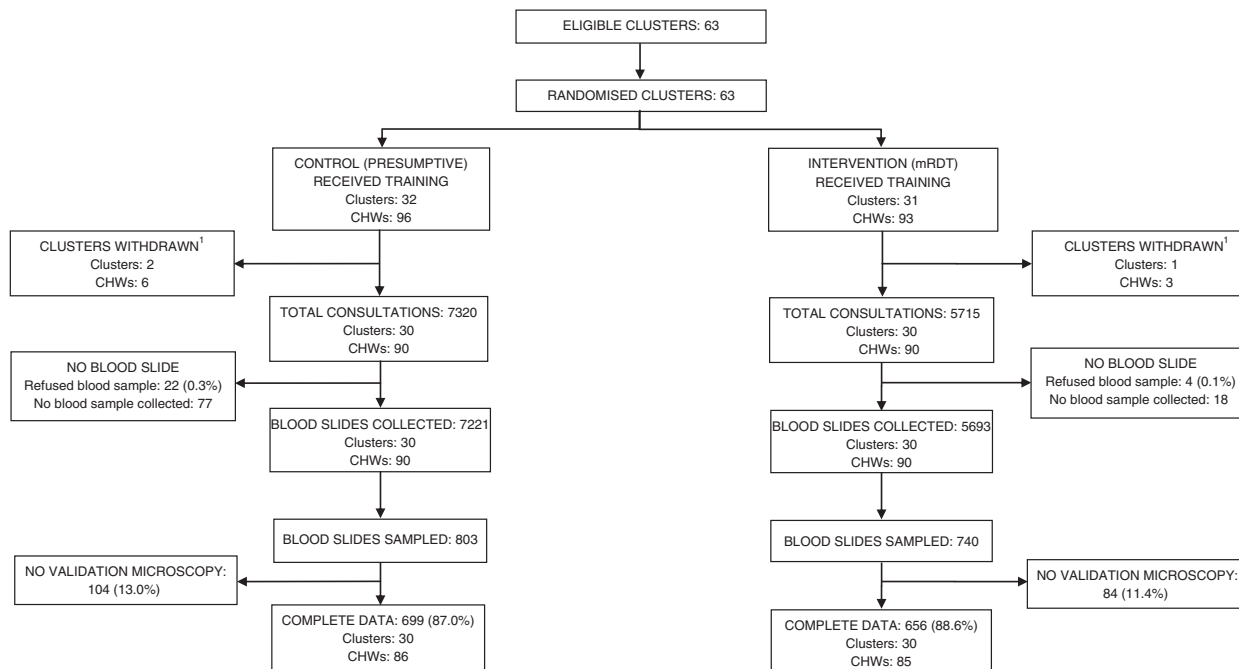 ELIGIBLE CLUSTERS: 63
RANDOMISED CLUSTERS: 63
CONTROL (PRESUMPTIVE)
RECEIVED TRAINING
Clusters: 32
CHWs: 96
INTERVENTION (mRDT)
RECEIVED TRAINING
Clusters: 31
CHWs: 93
CLUSTERS WITHDRAWN¹
Clusters: 2
CHWs: 6
CLUSTERS WITHDRAWN¹
Clusters: 1
CHWs: 3
TOTAL CONSULTATIONS: 7320
Clusters: 30
CHWs: 90
TOTAL CONSULTATIONS: 5715
Clusters: 30
CHWs: 90
NO BLOOD SLIDE
Refused blood sample: 22 (0.3%)
No blood sample collected: 77
NO BLOOD SLIDE
Refused blood sample: 4 (0.1%)
No blood sample collected: 18
BLOOD SLIDES COLLECTED: 7221
Clusters: 30
CHWs: 90
BLOOD SLIDES COLLECTED: 5693
Clusters: 30
CHWs: 90
BLOOD SLIDES SAMPLED: 803
BLOOD SLIDES SAMPLED: 740
NO VALIDATION MICROSCOPY:
104 (13.0%)
NO VALIDATION MICROSCOPY:
84 (11.4%)
COMPLETE DATA: 699 (87.0%)
Clusters: 30
CHWs: 86
COMPLETE DATA: 656 (88.6%)
Clusters: 30
CHWs: 85